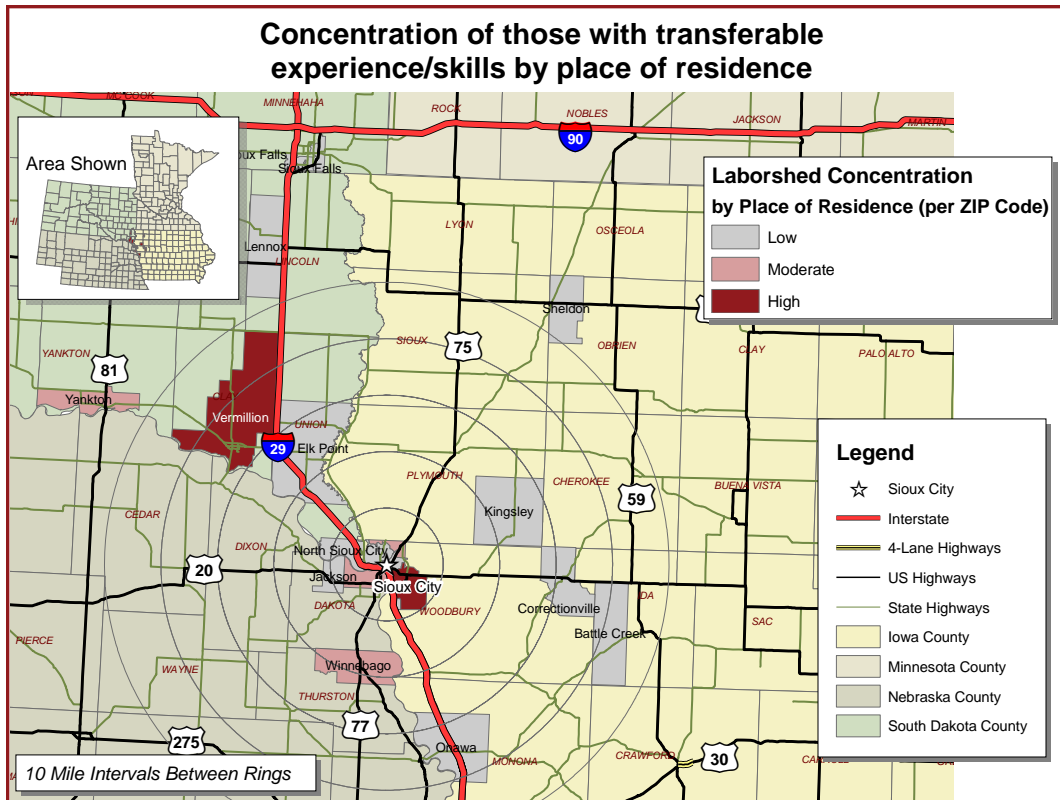 Concentration of those with transferable
experience/skills by place of residence
MC COOK
MINNEHAHA
ROCK
NOBLES
JACKSON
MARTIN
90
Area Shown
Sioux Falls
Laborshed Concentration
by Place of Residence (per ZIP Code)
Low
Moderate
High
LYON
OSCEOLA
Lennox
LINCOLN
Sheldon
SIOUX
75
OBRIEN
CLAY
PALO ALTO
YANKTON
81
Yankton
Vermillion
UNION
29
Elk Point
PLYMOUTH
CHEROKEE
BUENA VISTA
59
Kingsley
CEDAR
DIXON
North Sioux City
20
Jackson
Sioux City
DAKOTA
WOODBURY
Correctionville
IDA
SAC
Battle Creek
PIERCE
WAYNE
Winnebago
THURSTON
77
275
Onawa
MONONA
CRAWFORD
30
Legend
Sioux City
Interstate
4-Lane Highways
US Highways
State Highways
Iowa County
Minnesota County
Nebraska County
South Dakota County
10 Mile Intervals Between Rings